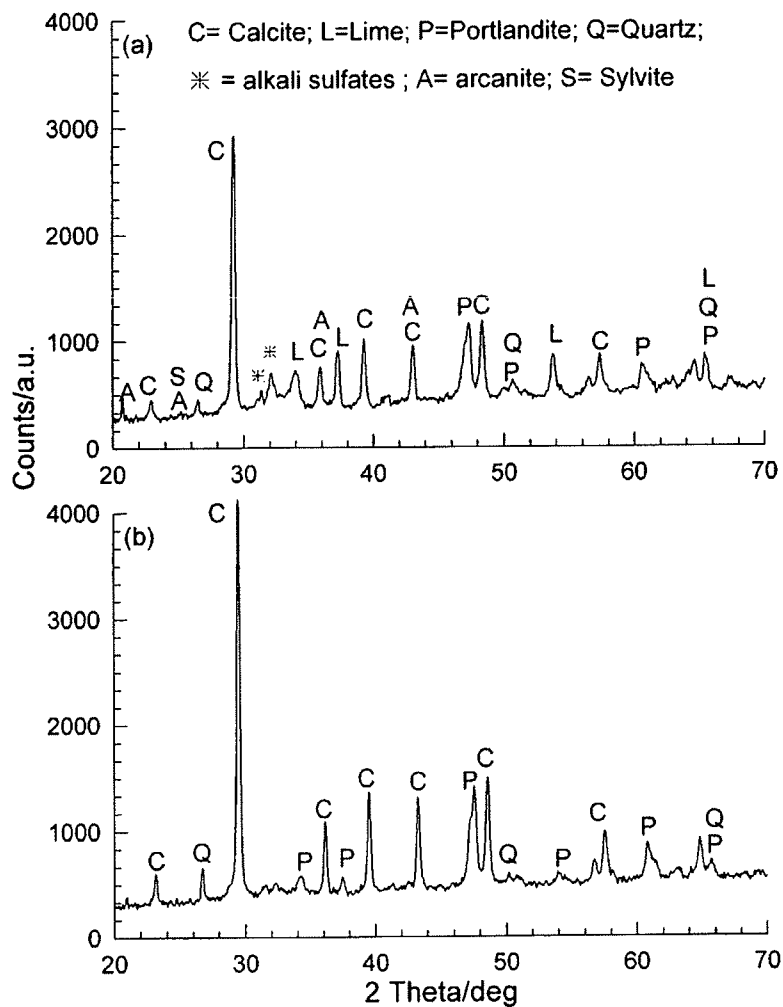 (a) C= Calcite; L=Lime; P=Portlandite; Q=Quartz;
⚹ = alkali sulfates ; A= arcanite; S= Sylvite
4000
3000
2000
1000
0
C
A
C
S
A
Q
⚹
⚹
L
A
C
L
C
A
C
P
C
Q
P
L
C
P
L
Q
P
20 30 40 50 60 70
Counts/a.u.
(b)
4000
3000
2000
1000
0
C
C
Q
P
C
P
C
C
P
C
Q
P
C
P
Q
P
20 30 40 50 60 70
2 Theta/deg